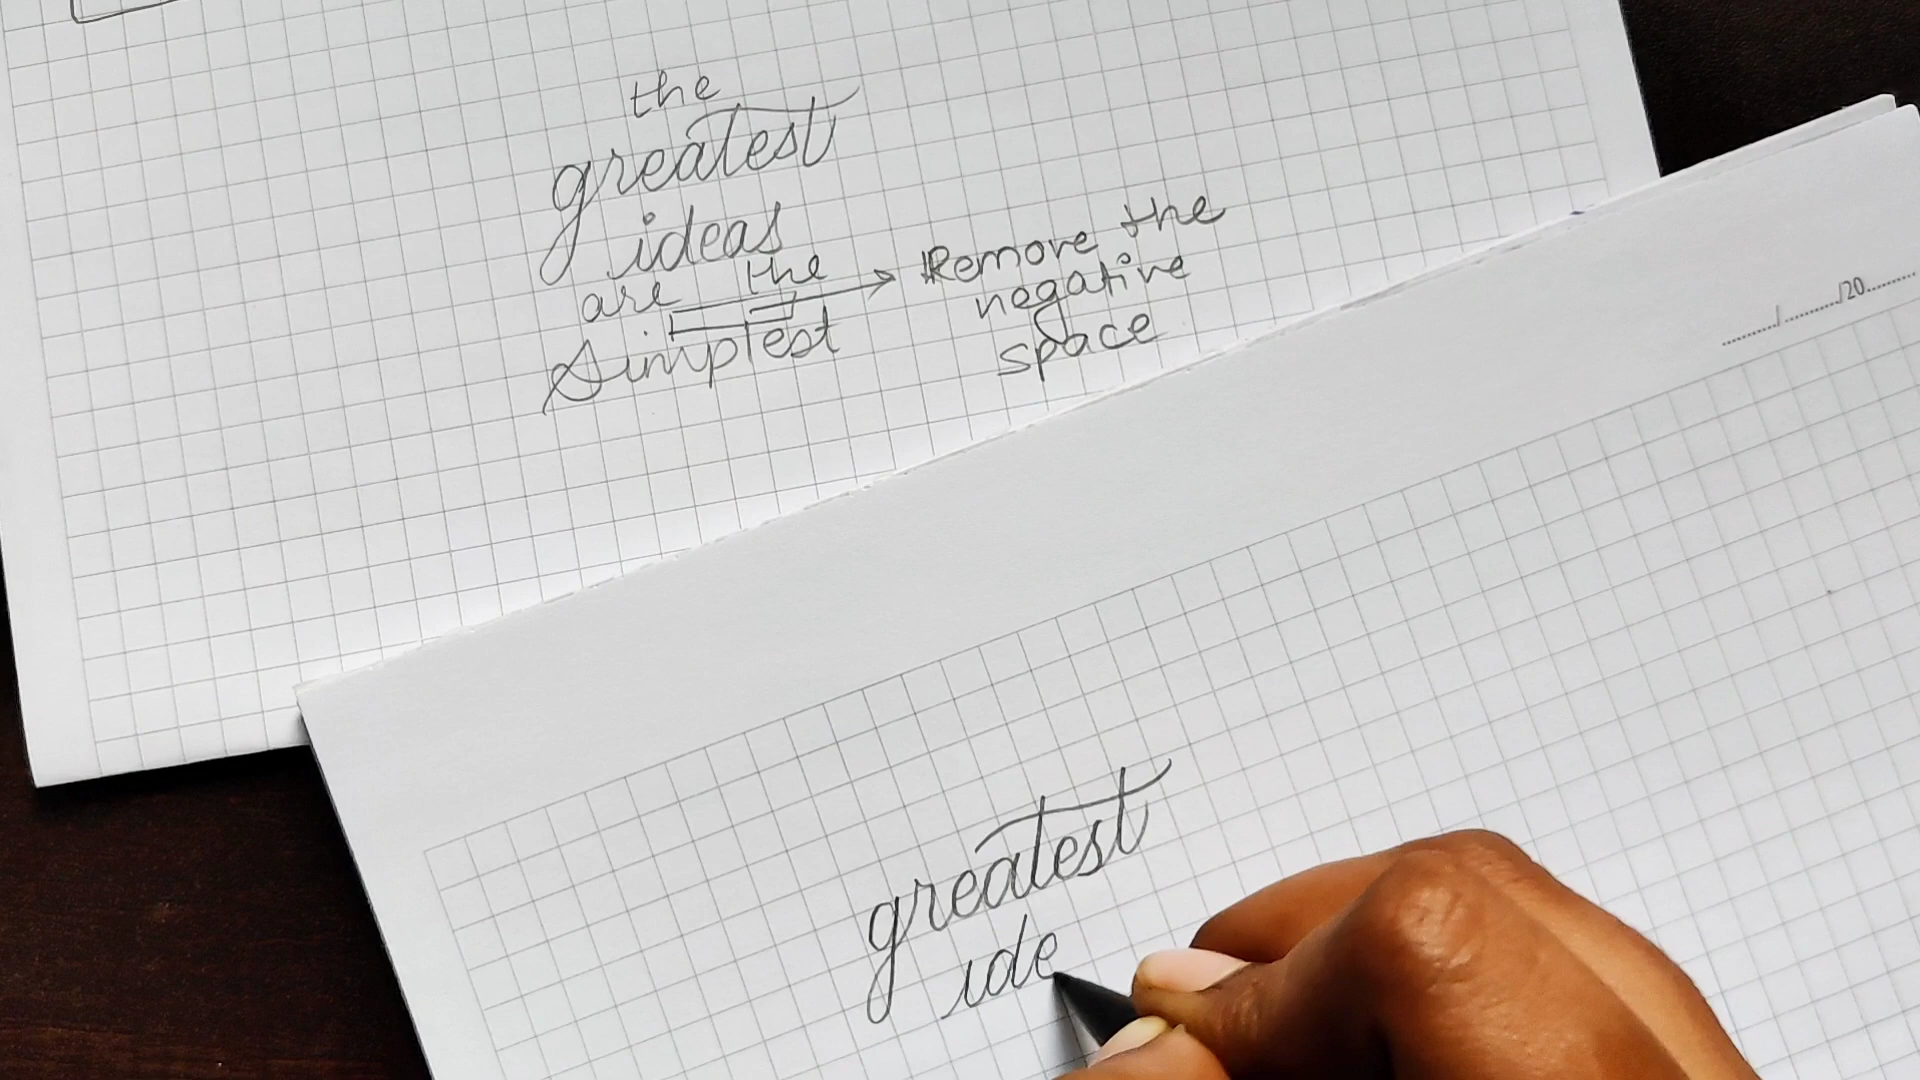 the
greatest
ideas
are the
simplest
Remove the
negative
space
/ /20
greatest
ide